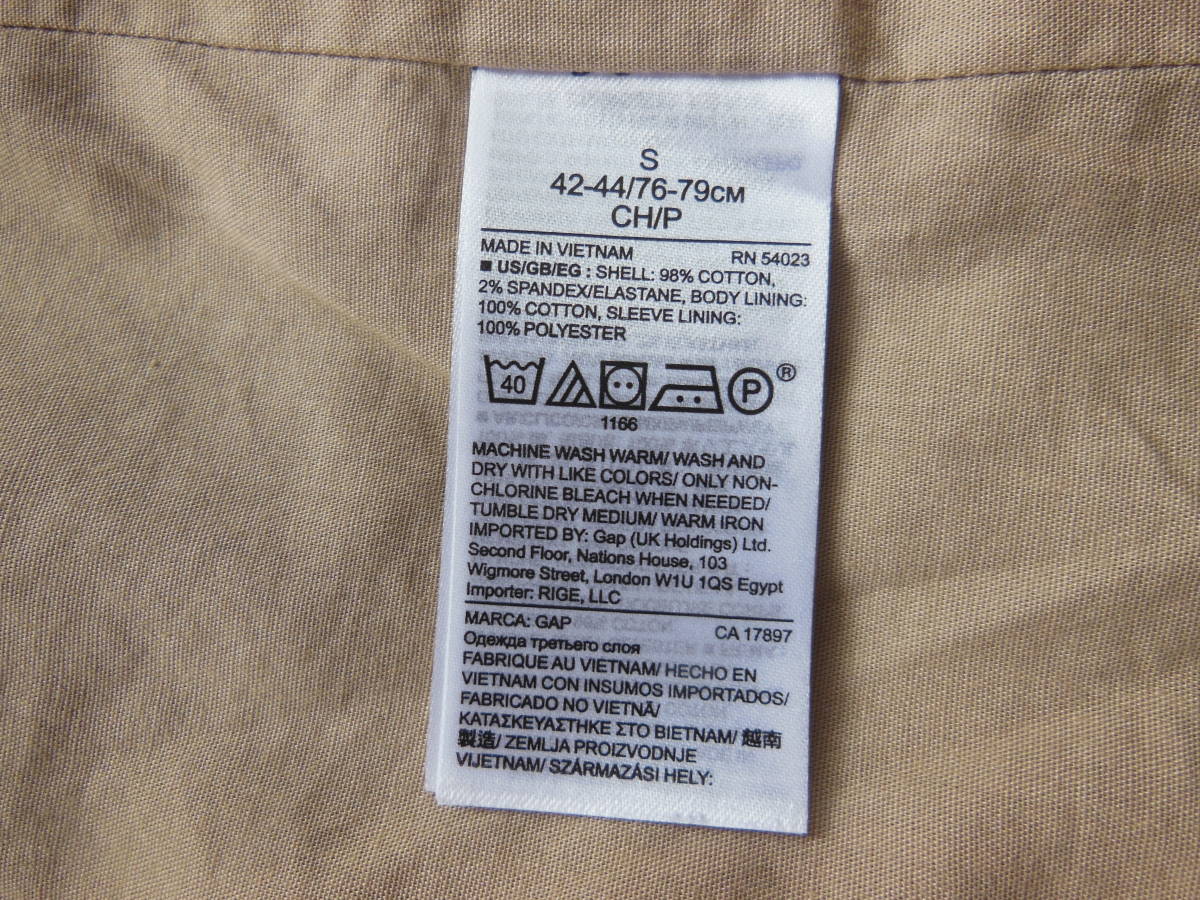 S
42-44/76-79СМ
CH/P
MADE IN VIETNAM RN 54023
■ US/GB/EG : SHELL: 98% COTTON,
2% SPANDEX/ELASTANE, BODY LINING:
100% COTTON, SLEEVE LINING:
100% POLYESTER
40 P ®
1166
MACHINE WASH WARM/ WASH AND
DRY WITH LIKE COLORS/ ONLY NON-
CHLORINE BLEACH WHEN NEEDED/
TUMBLE DRY MEDIUM/ WARM IRON
IMPORTED BY: Gap (UK Holdings) Ltd.
Second Floor, Nations House, 103
Wigmore Street, London W1U 1QS Egypt
Importer: RIGE, LLC
MARCA: GAP CA 17897
Одежда третьего слоя
FABRIQUE AU VIETNAM/ HECHO EN
VIETNAM CON INSUMOS IMPORTADOS/
FABRICADO NO VIETNÃ/
ΚΑΤΑΣΚΕΥΑΣΤΗΚΕ ΣΤΟ ΒΙΕΤΝΑΜ/ 越南
製造/ ZEMLJA PROIZVODNJE
VIJETNAM/ SZÁRMAZÁSI HELY: